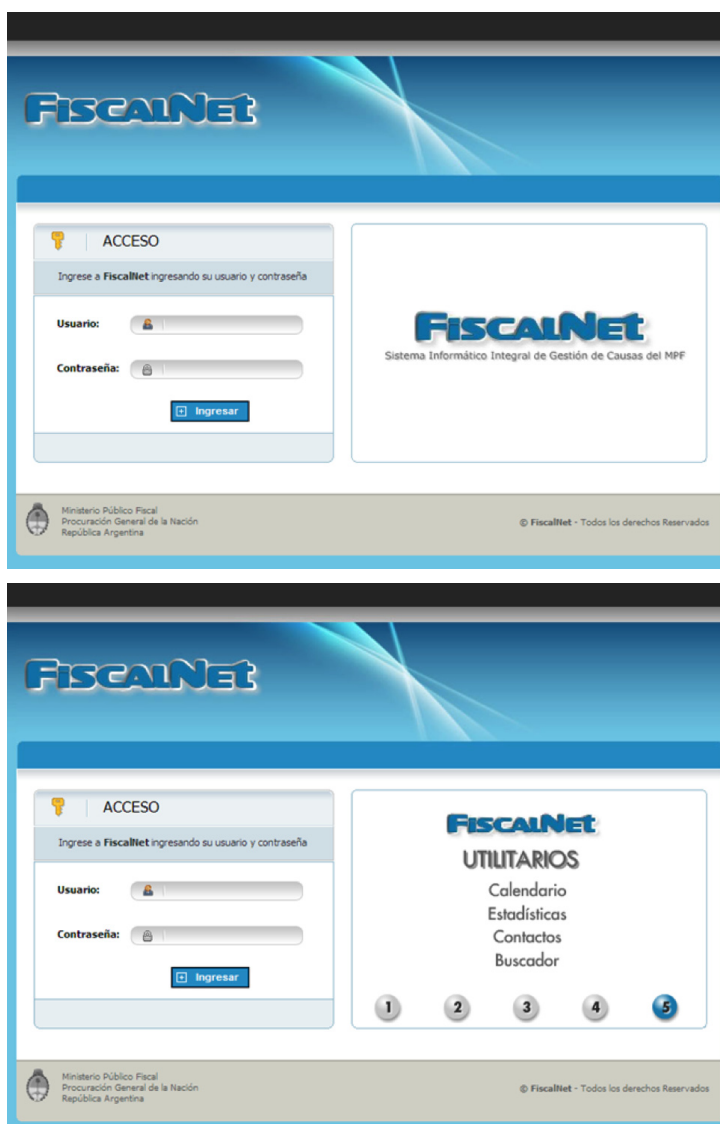 FISCALNET
ACCESO
Ingrese a FiscalNet ingresando su usuario y contraseña
Usuario:
Contraseña:
Ingresar
FISCALNET
Sistema Informático Integral de Gestión de Causas del MPF
Ministerio Público Fiscal
Procuración General de la Nación
República Argentina
© FiscalNet - Todos los derechos Reservados
FISCALNET
ACCESO
Ingrese a FiscalNet ingresando su usuario y contraseña
Usuario:
Contraseña:
Ingresar
FISCALNET
UTILITARIOS
Calendario
Estadísticas
Contactos
Buscador
1 2 3 4 5
Ministerio Público Fiscal
Procuración General de la Nación
República Argentina
© FiscalNet - Todos los derechos Reservados